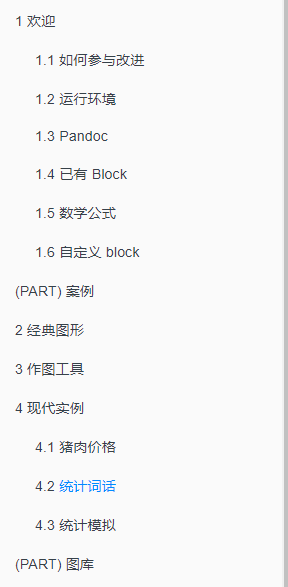 1 欢迎
1.1 如何参与改进
1.2 运行环境
1.3 Pandoc
1.4 已有 Block
1.5 数学公式
1.6 自定义 block
(PART) 案例
2 经典图形
3 作图工具
4 现代实例
4.1 猪肉价格
4.2 统计词话
4.3 统计模拟
(PART) 图库